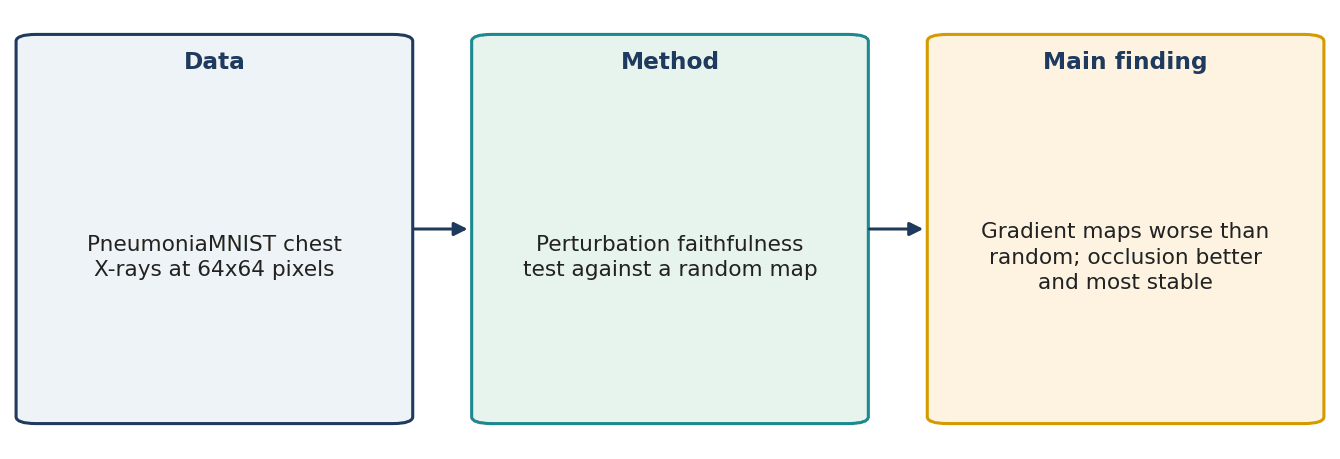 Data
PneumoniaMNIST chest
X-rays at 64x64 pixels
Method
Perturbation faithfulness
test against a random map
Main finding
Gradient maps worse than
random; occlusion better
and most stable